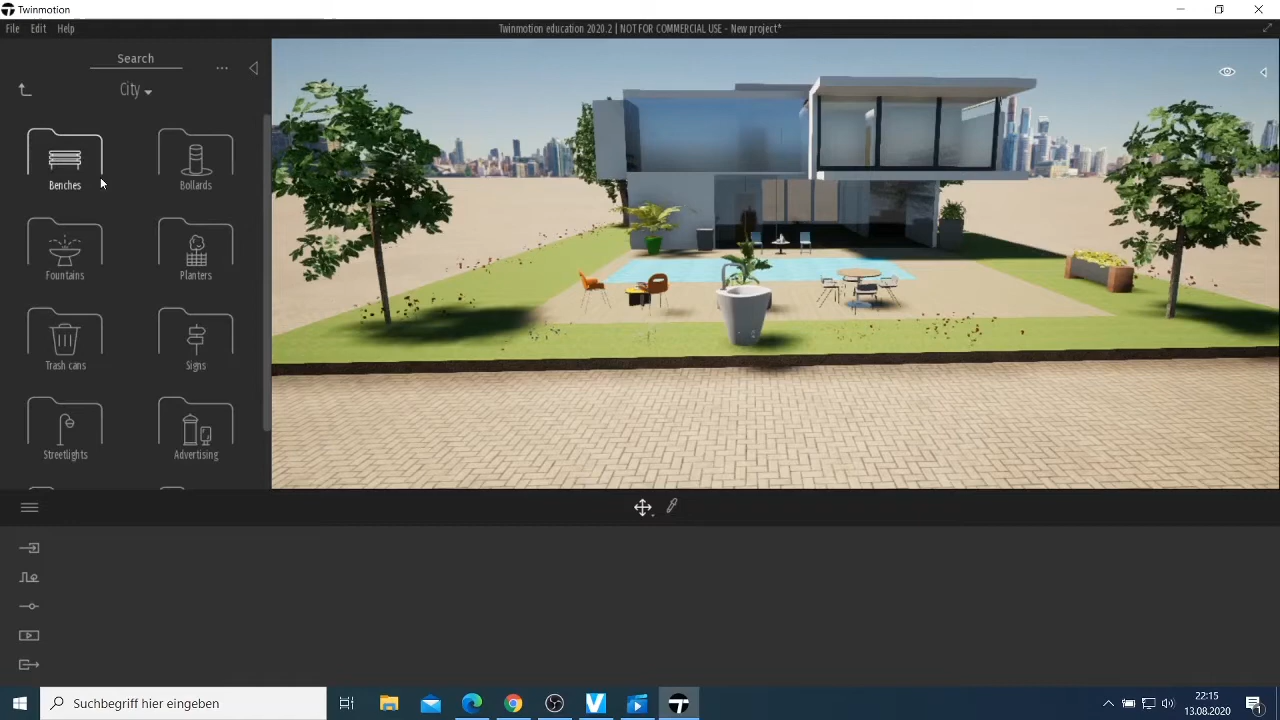 Twinmotion
File Edit Help
Twinmotion education 2020.2 | NOT FOR COMMERCIAL USE - New project*
Search
...
City
Benches
Bollards
Fountains
Planters
Trash cans
Signs
Streetlights
Advertising
Suchbegriff hier eingeben
22:15
13.08.2020
1